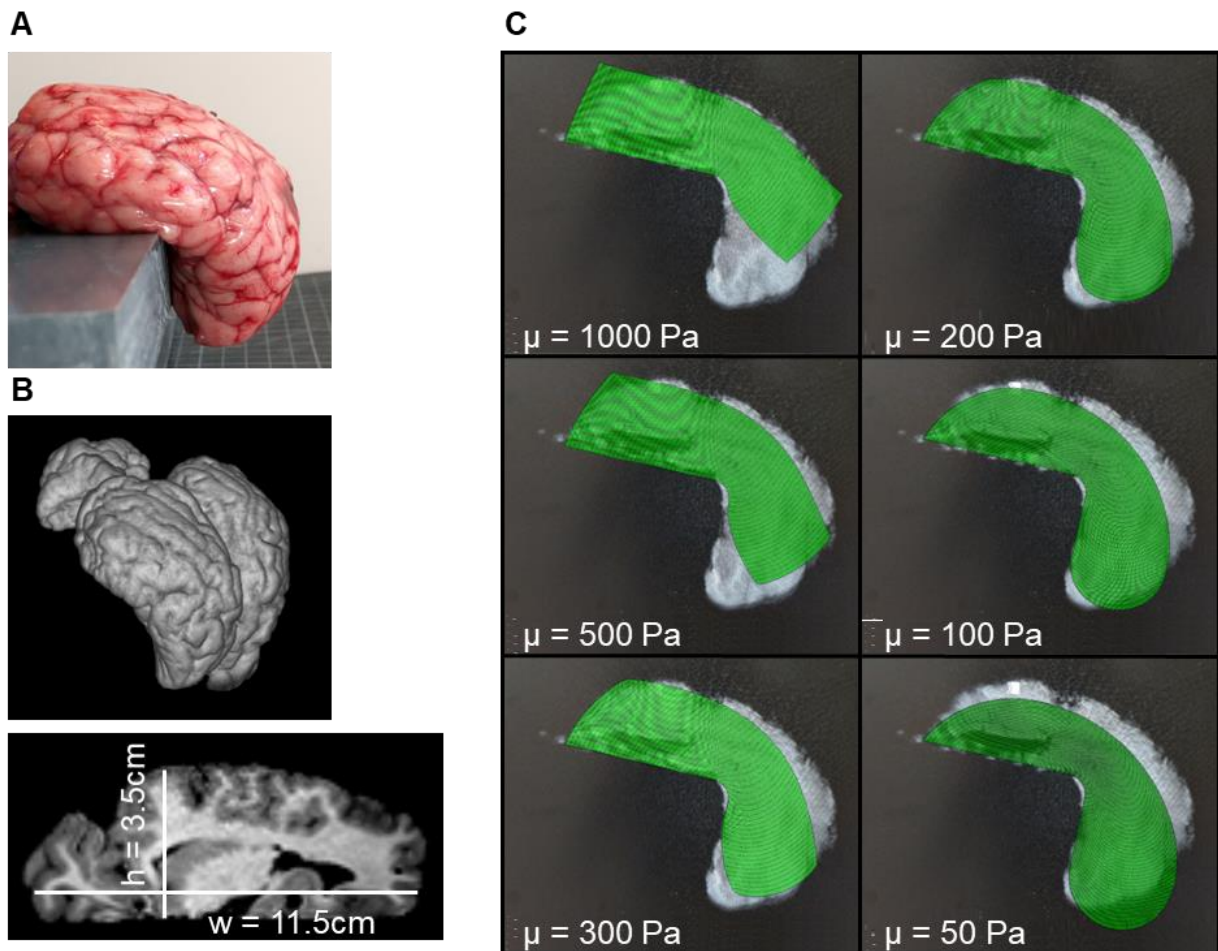 A
B
h = 3.5cm
w = 11.5cm
C
μ = 1000 Pa
μ = 200 Pa
μ = 500 Pa
μ = 100 Pa
μ = 300 Pa
μ = 50 Pa